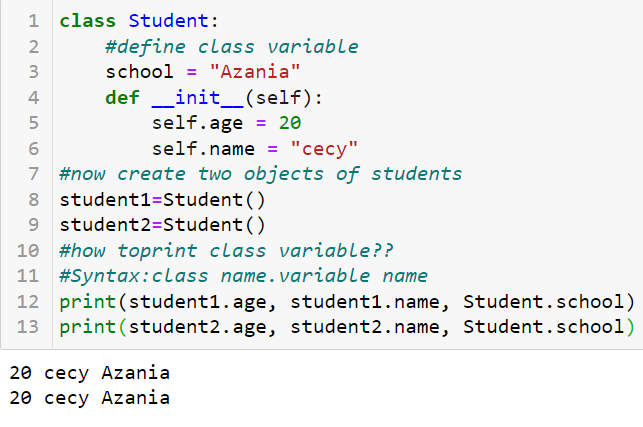 1 class Student:
2 #define class variable
3 school = "Azania"
4 def __init__(self):
5 self.age = 20
6 self.name = "cecy"
7 #now create two objects of students
8 student1=Student()
9 student2=Student()
10 #how toprint class variable??
11 #Syntax:class name.variable name
12 print(student1.age, student1.name, Student.school)
13 print(student2.age, student2.name, Student.school)
20 cecy Azania
20 cecy Azania